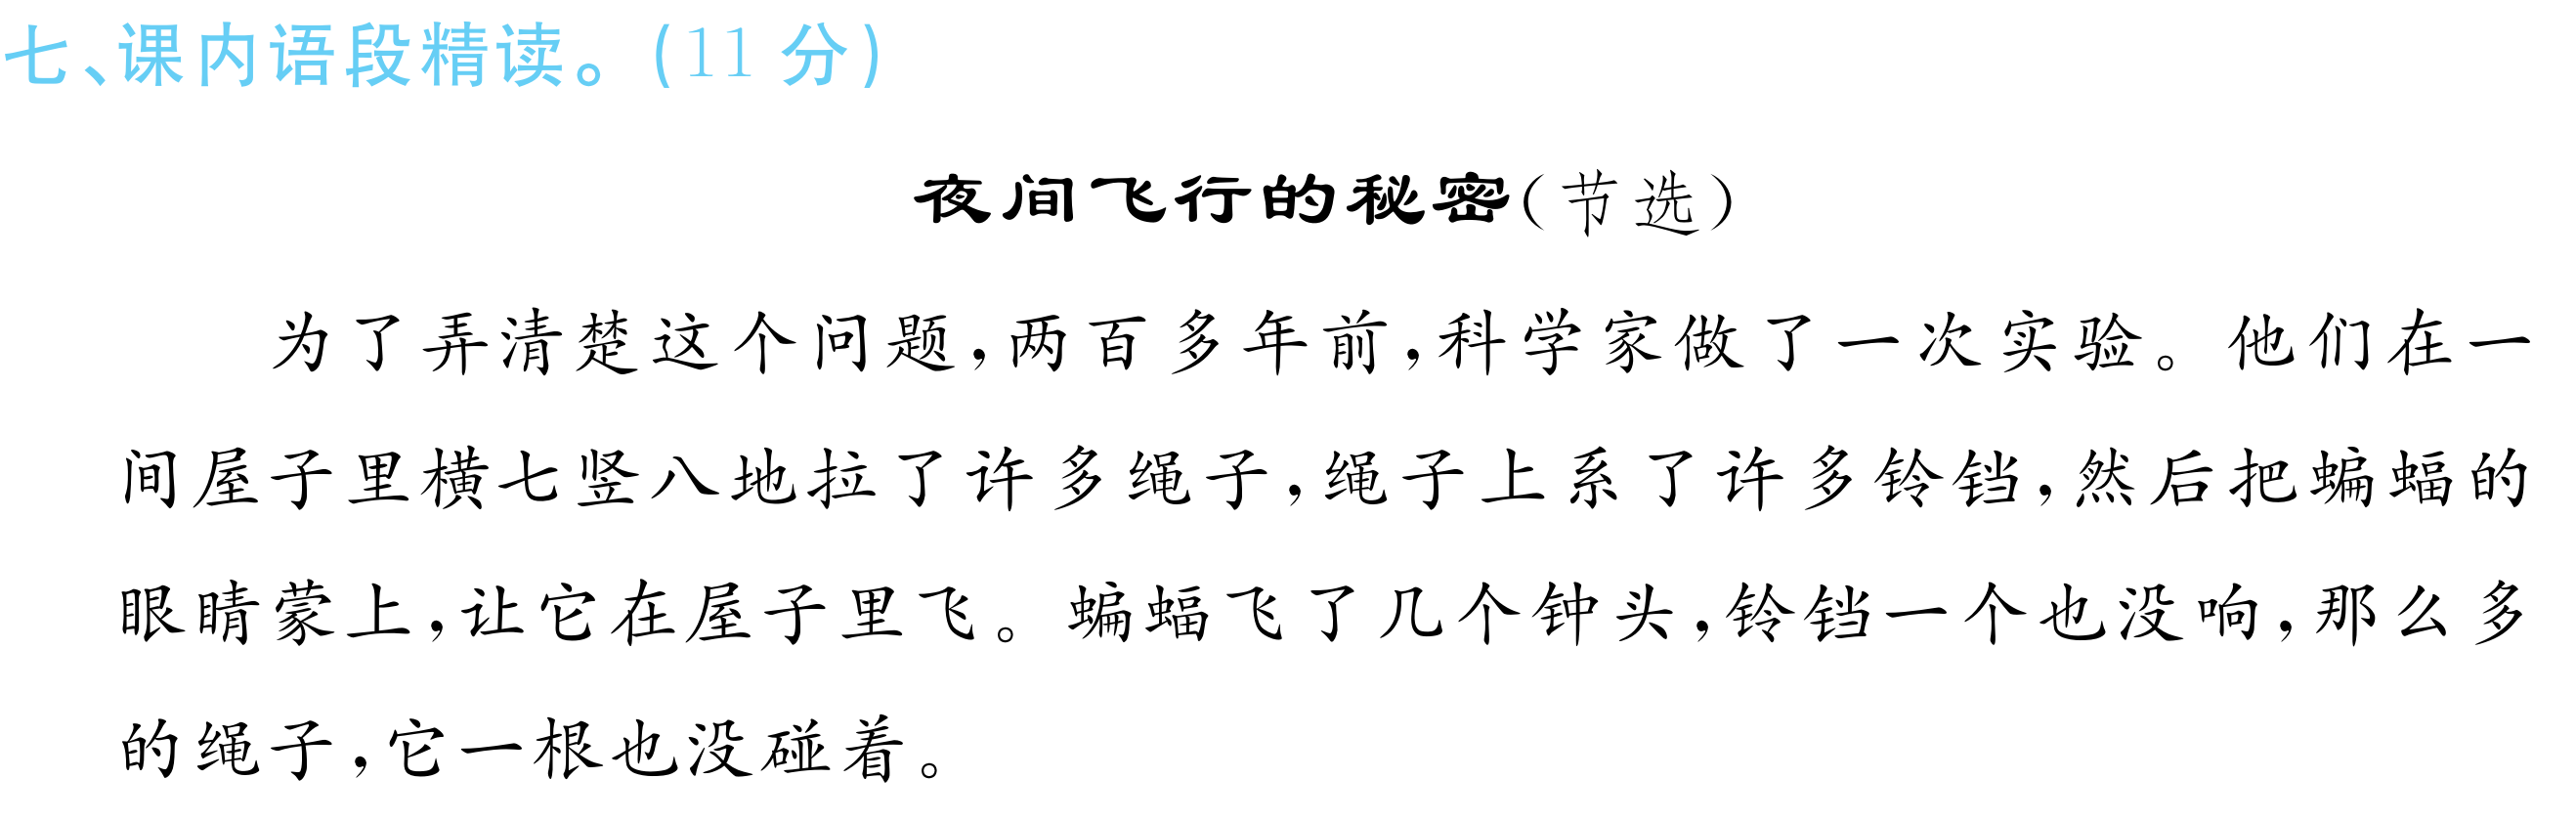 七、课内语段精读。(11 分)
夜间飞行的秘密(节选)
为了弄清楚这个问题,两百多年前,科学家做了一次实验。他们在一
间屋子里横七竖八地拉了许多绳子,绳子上系了许多铃铛,然后把蝙蝠的
眼睛蒙上,让它在屋子里飞。蝙蝠飞了几个钟头,铃铛一个也没响,那么多
的绳子,它一根也没碰着。